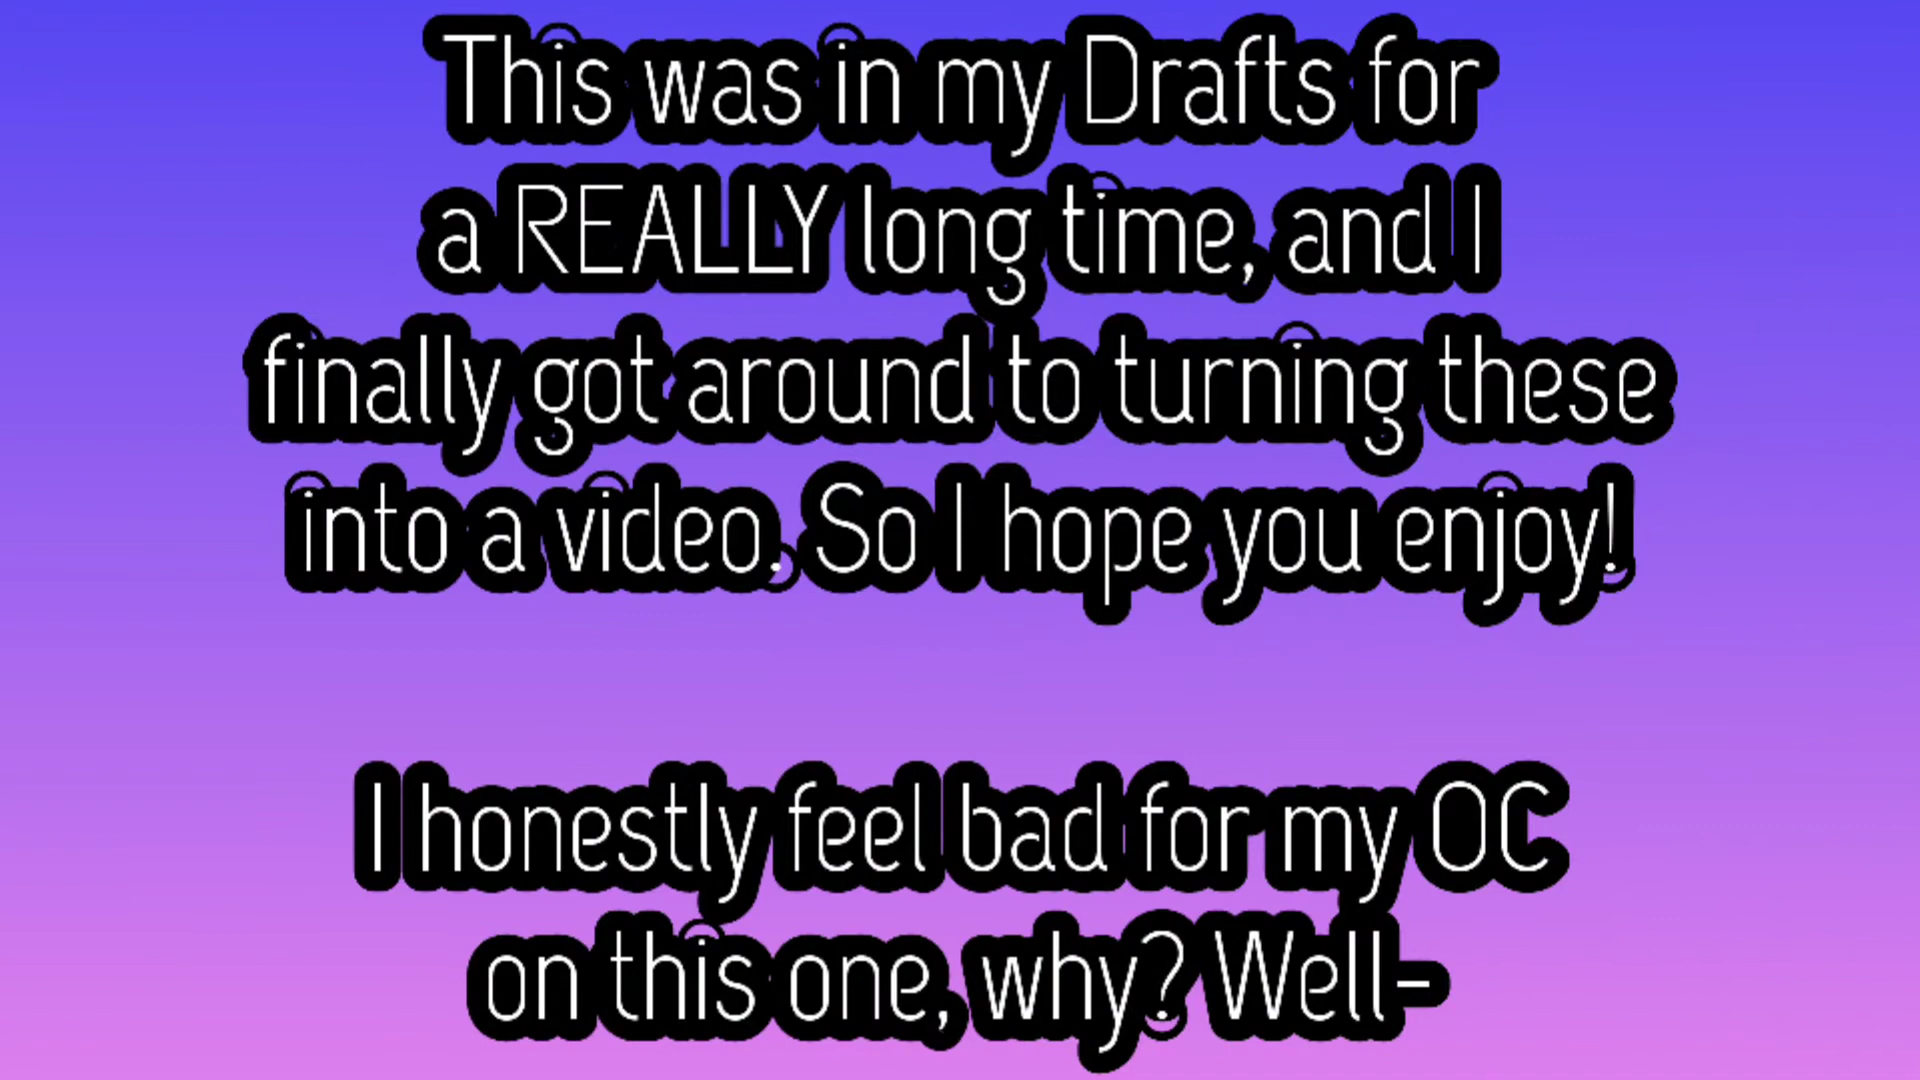 This was in my Drafts for
a REALLY long time, and I
finally got around to turning these
into a video. So I hope you enjoy!
I honestly feel bad for my OC
on this one, why? Well-